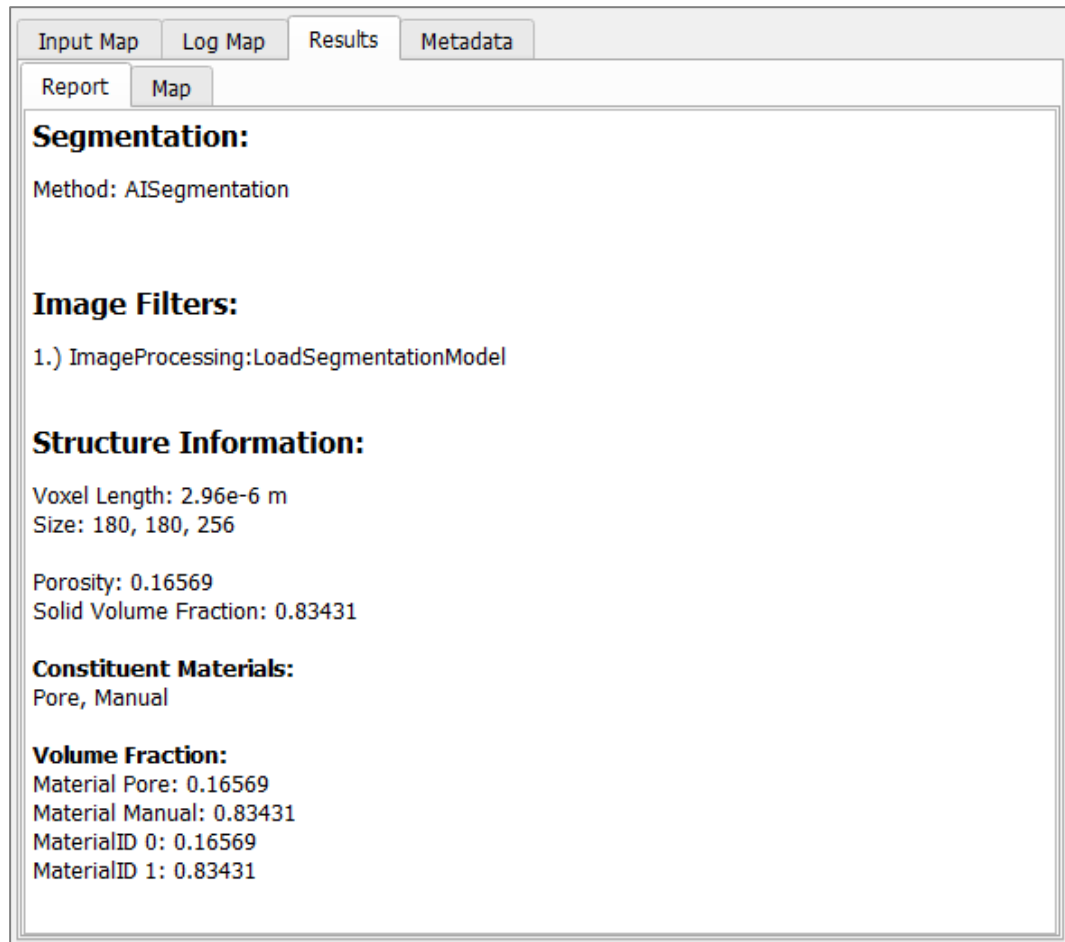 Input Map Log Map Results Metadata
Report Map
Segmentation:
Method: AISegmentation
Image Filters:
1.) ImageProcessing:LoadSegmentationModel
Structure Information:
Voxel Length: 2.96e-6 m
Size: 180, 180, 256
Porosity: 0.16569
Solid Volume Fraction: 0.83431
Constituent Materials:
Pore, Manual
Volume Fraction:
Material Pore: 0.16569
Material Manual: 0.83431
MaterialID 0: 0.16569
MaterialID 1: 0.83431